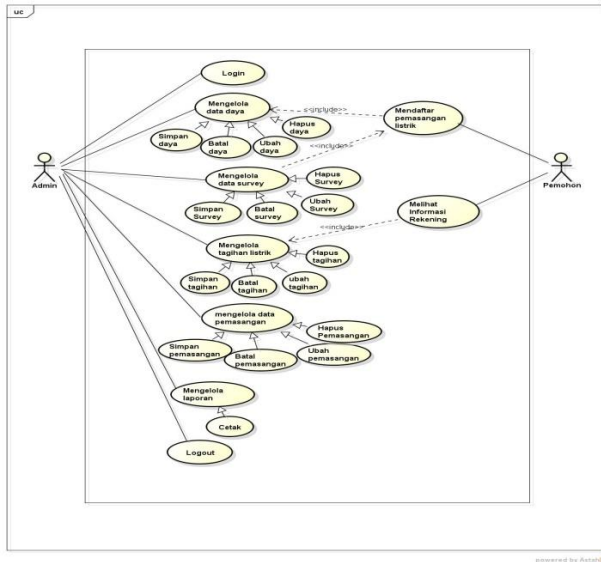 uc
Login
Mengelola
data daya
<<include>>
Mendaftar
pemasangan
listrik
Hapus
daya
Simpan
daya
Batal
daya
Ubah
daya
<<include>>
Mengelola
data survey
Hapus
Survey
Simpan
Survey
Batal
survey
Ubah
Survey
Admin
Pemohon
Melihat
Informasi
Rekening
<<include>>
Mengelola
tagihan listrik
Hapus
tagihan
Simpan
tagihan
Batal
tagihan
ubah
tagihan
mengelola data
pemasangan
Hapus
Pemasangan
Simpan
pemasangan
Batal
pemasangan
Ubah
pemasangan
Mengelola
laporan
Cetak
Logout
powered by Astah